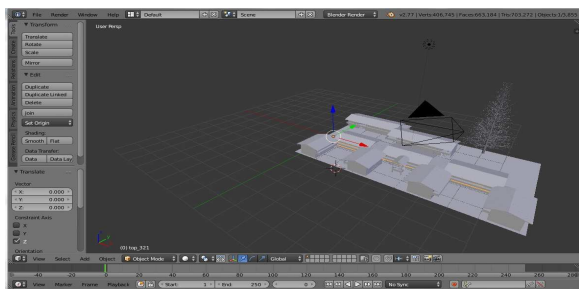 File Render Window Help Default Scene Blender Render v2.77 | Verts:406,743 | Faces:663,184 | Tris:703,272 | Objects:1/3,855
Transform
User Persp
Translate
Rotate
Scale
Mirror
Edit
Duplicate
Duplicate Linked
Delete
Join
Set Origin
Shading:
Smooth Flat
Data Transfer:
Data Data Lay
Translate
Vector
X: 0.000
Y: 0.000
Z: 0.000
Constraint Axis
X
Y
Z
Orientation
(0) top_321
View Select Add Object Object Mode Global
-40 -20 0 20 40 60 80 100 120 140 160 180 200 220 240 260 280
View Marker Frame Playback Start: 1 End: 250 0 No Sync